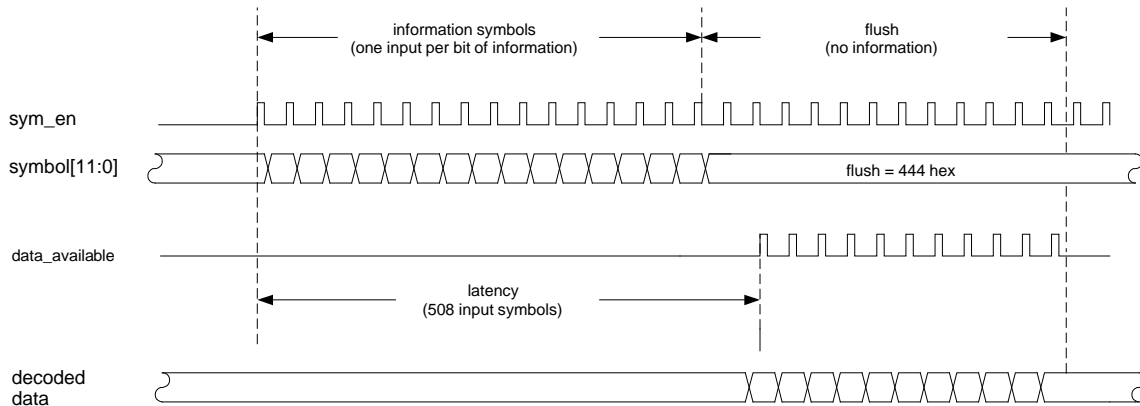 information symbols
(one input per bit of information)
flush
(no information)
sym_en
symbol[11:0]
flush = 444 hex
data_available
latency
(508 input symbols)
decoded
data